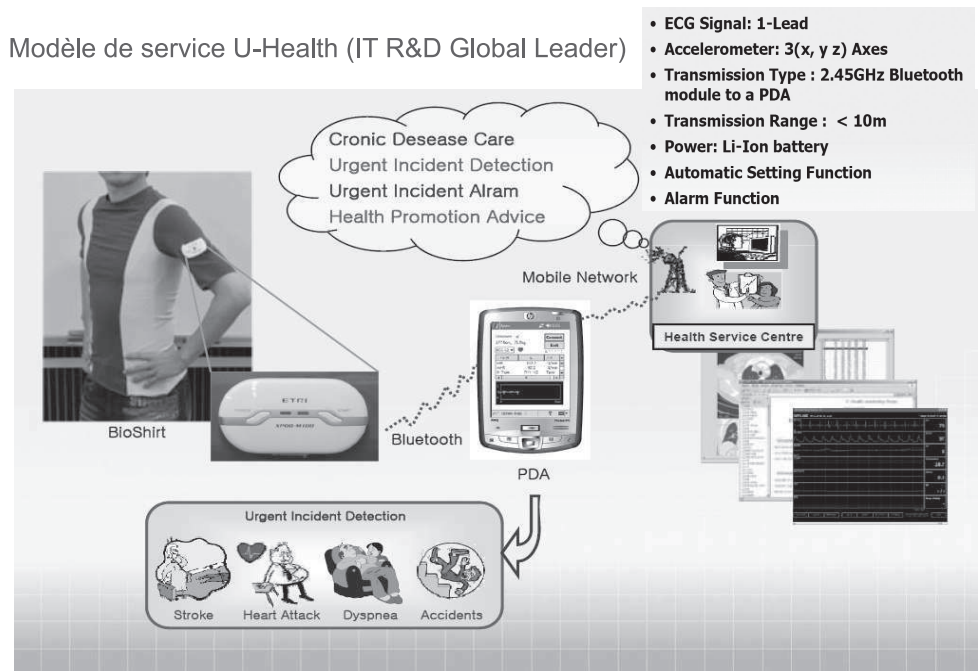 Modèle de service U-Health (IT R&D Global Leader)
• ECG Signal: 1-Lead
• Accelerometer: 3(x, y z) Axes
• Transmission Type : 2.45GHz Bluetooth
module to a PDA
• Transmission Range : < 10m
• Power: Li-Ion battery
• Automatic Setting Function
• Alarm Function
Cronic Desease Care
Urgent Incident Detection
Urgent Incident Alram
Health Promotion Advice
Mobile Network
Health Service Centre
BioShirt
ETRI
Bluetooth
hp
PDA
Urgent Incident Detection
Stroke
Heart Attack
Dyspnea
Accidents